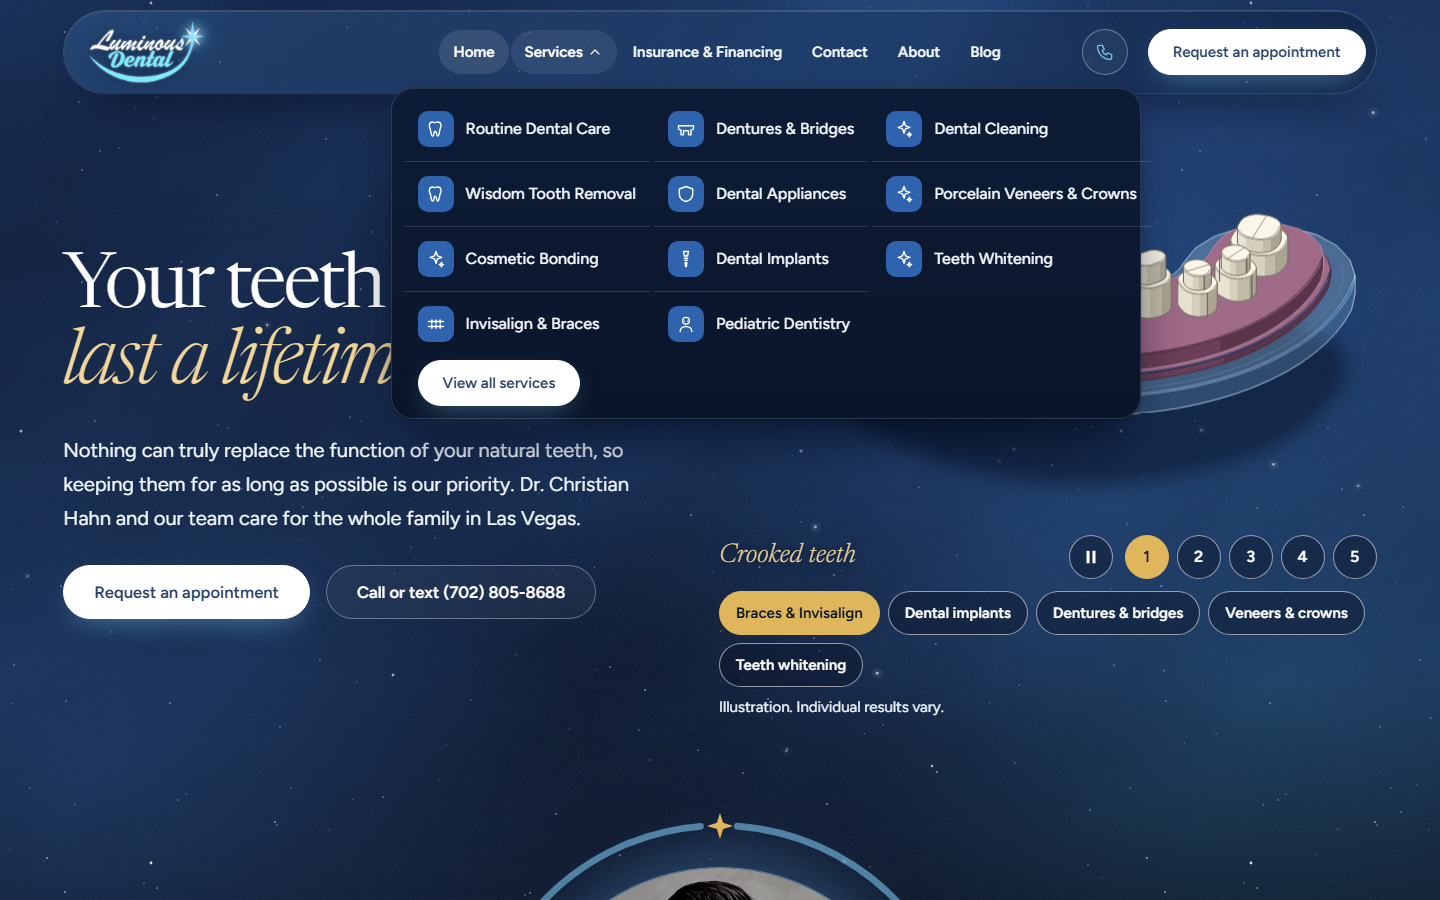 Luminous
Dental
Home
Services
Insurance & Financing
Contact
About
Blog
Request an appointment
Routine Dental Care
Dentures & Bridges
Dental Cleaning
Wisdom Tooth Removal
Dental Appliances
Porcelain Veneers & Crowns
Cosmetic Bonding
Dental Implants
Teeth Whitening
Invisalign & Braces
Pediatric Dentistry
View all services
Your teeth
last a lifetim
Nothing can truly replace the function of your natural teeth, so
keeping them for as long as possible is our priority. Dr. Christian
Hahn and our team care for the whole family in Las Vegas.
Request an appointment
Call or text (702) 805-8688
Crooked teeth
1
2
3
4
5
Braces & Invisalign
Dental implants
Dentures & bridges
Veneers & crowns
Teeth whitening
Illustration. Individual results vary.